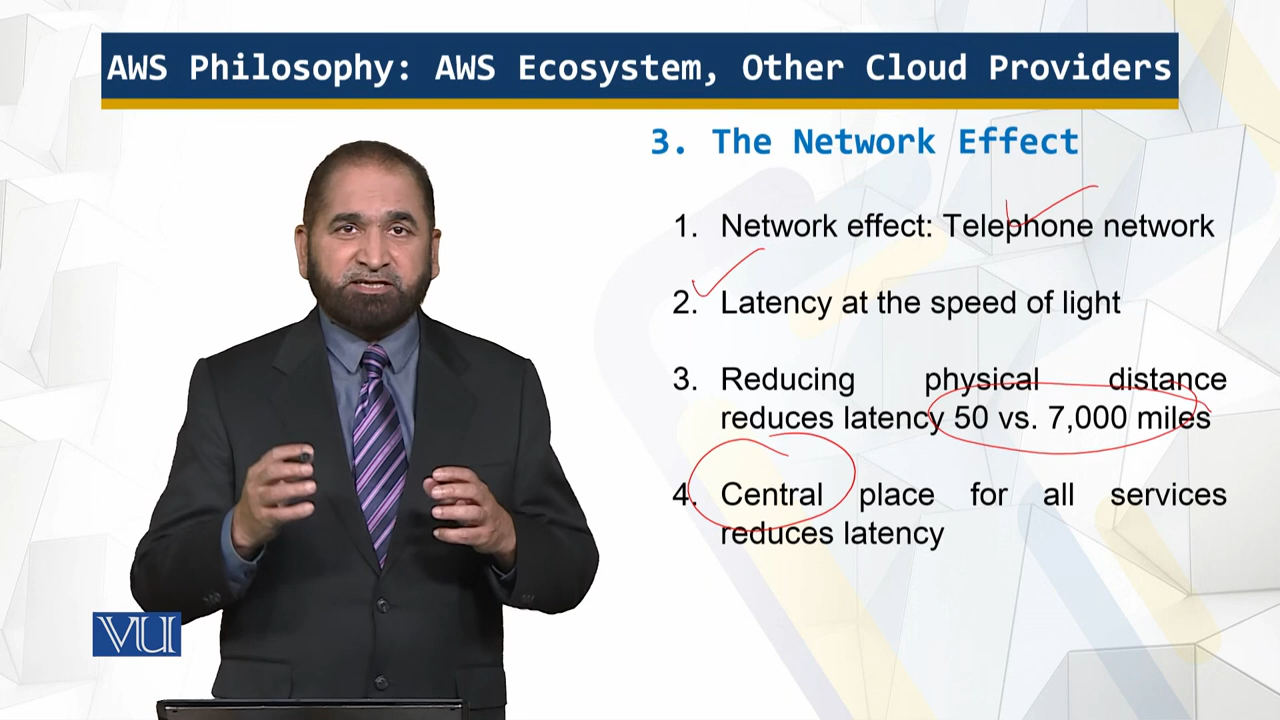 AWS Philosophy: AWS Ecosystem, Other Cloud Providers
3. The Network Effect
1. Network effect: Telephone network
2. Latency at the speed of light
3. Reducing physical distance
reduces latency 50 vs. 7,000 miles
4. Central place for all services
reduces latency
VU